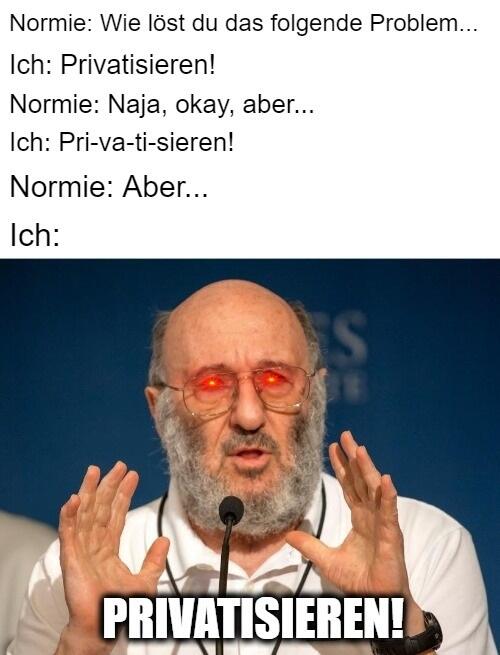 Normie: Wie löst du das folgende Problem...
Ich: Privatisieren!
Normie: Naja, okay, aber...
Ich: Pri-va-ti-sieren!
Normie: Aber...
Ich:
PRIVATISIEREN!